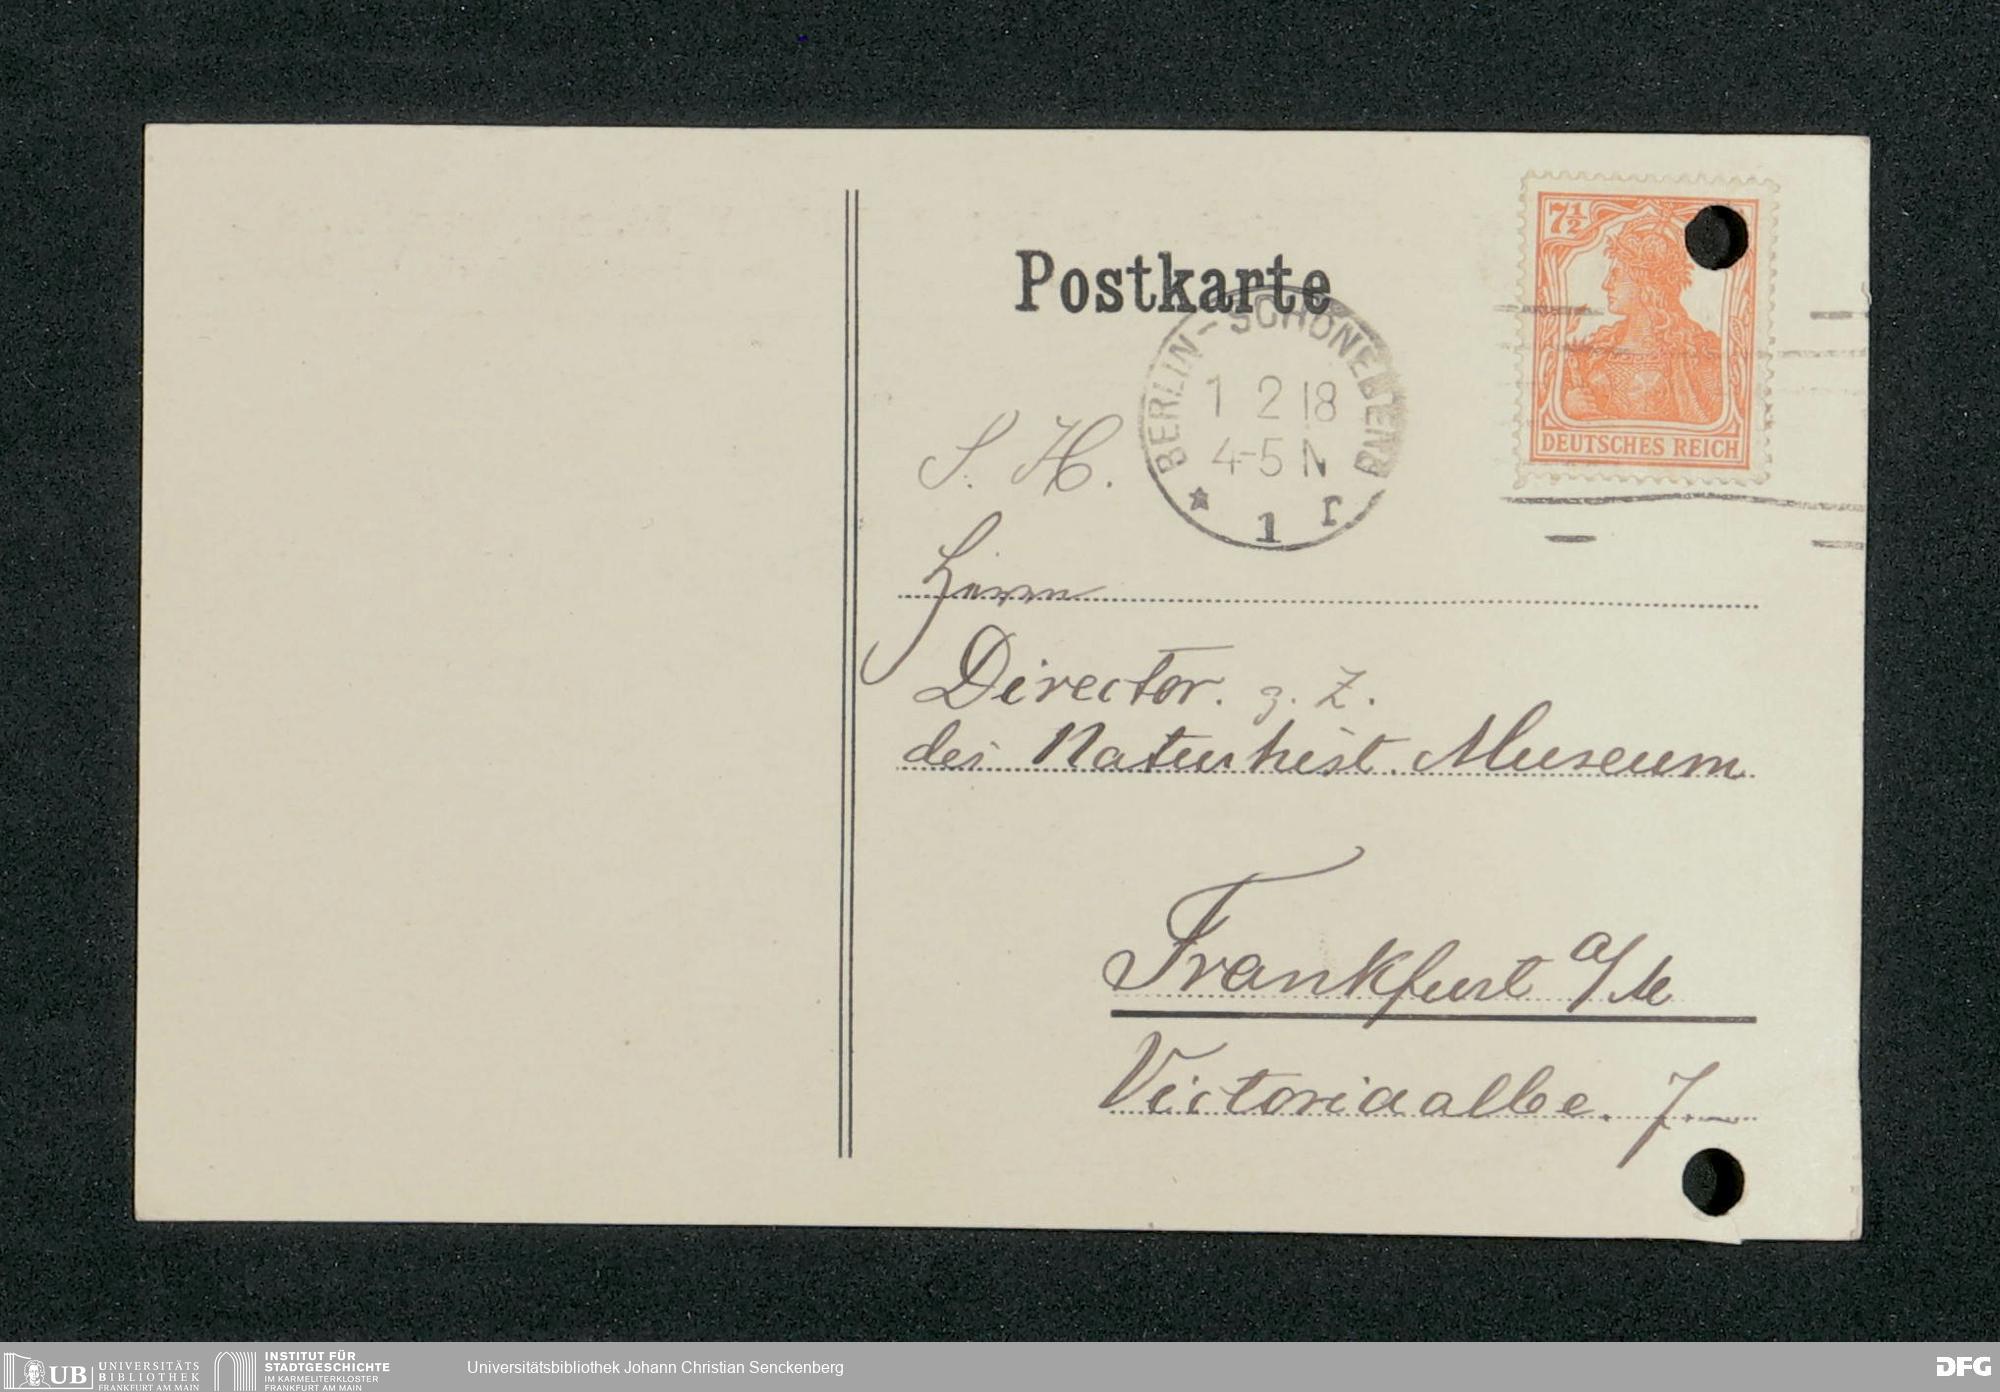 Postkarte
7½
DEUTSCHES REICH
BERLIN-SCHÖNEBERG
1 2 18
4-5 N
* 1 r
S. H.
Herrn
Director. z. Z.
des Naturhist. Museum
Frankfurt a/M
Victoriaallee. 7.
UB UNIVERSITÄTS
BIBLIOTHEK
FRANKFURT AM MAIN
INSTITUT FÜR
STADTGESCHICHTE
IM KARMELITERKLOSTER
FRANKFURT AM MAIN
Universitätsbibliothek Johann Christian Senckenberg
DFG